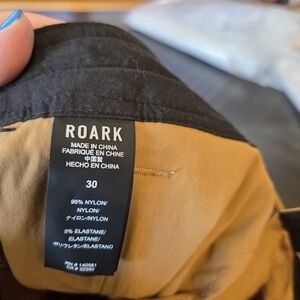 ROARK
MADE IN CHINA
FABRIQUÉ EN CHINE
中国製
HECHO EN CHINA
30
95% NYLON/
NYLON/
ナイロン/NYLON
5% ELASTANE/
ELASTANE/
ポリウレタン/ELASTANO
RN # 140561
CA # 52350